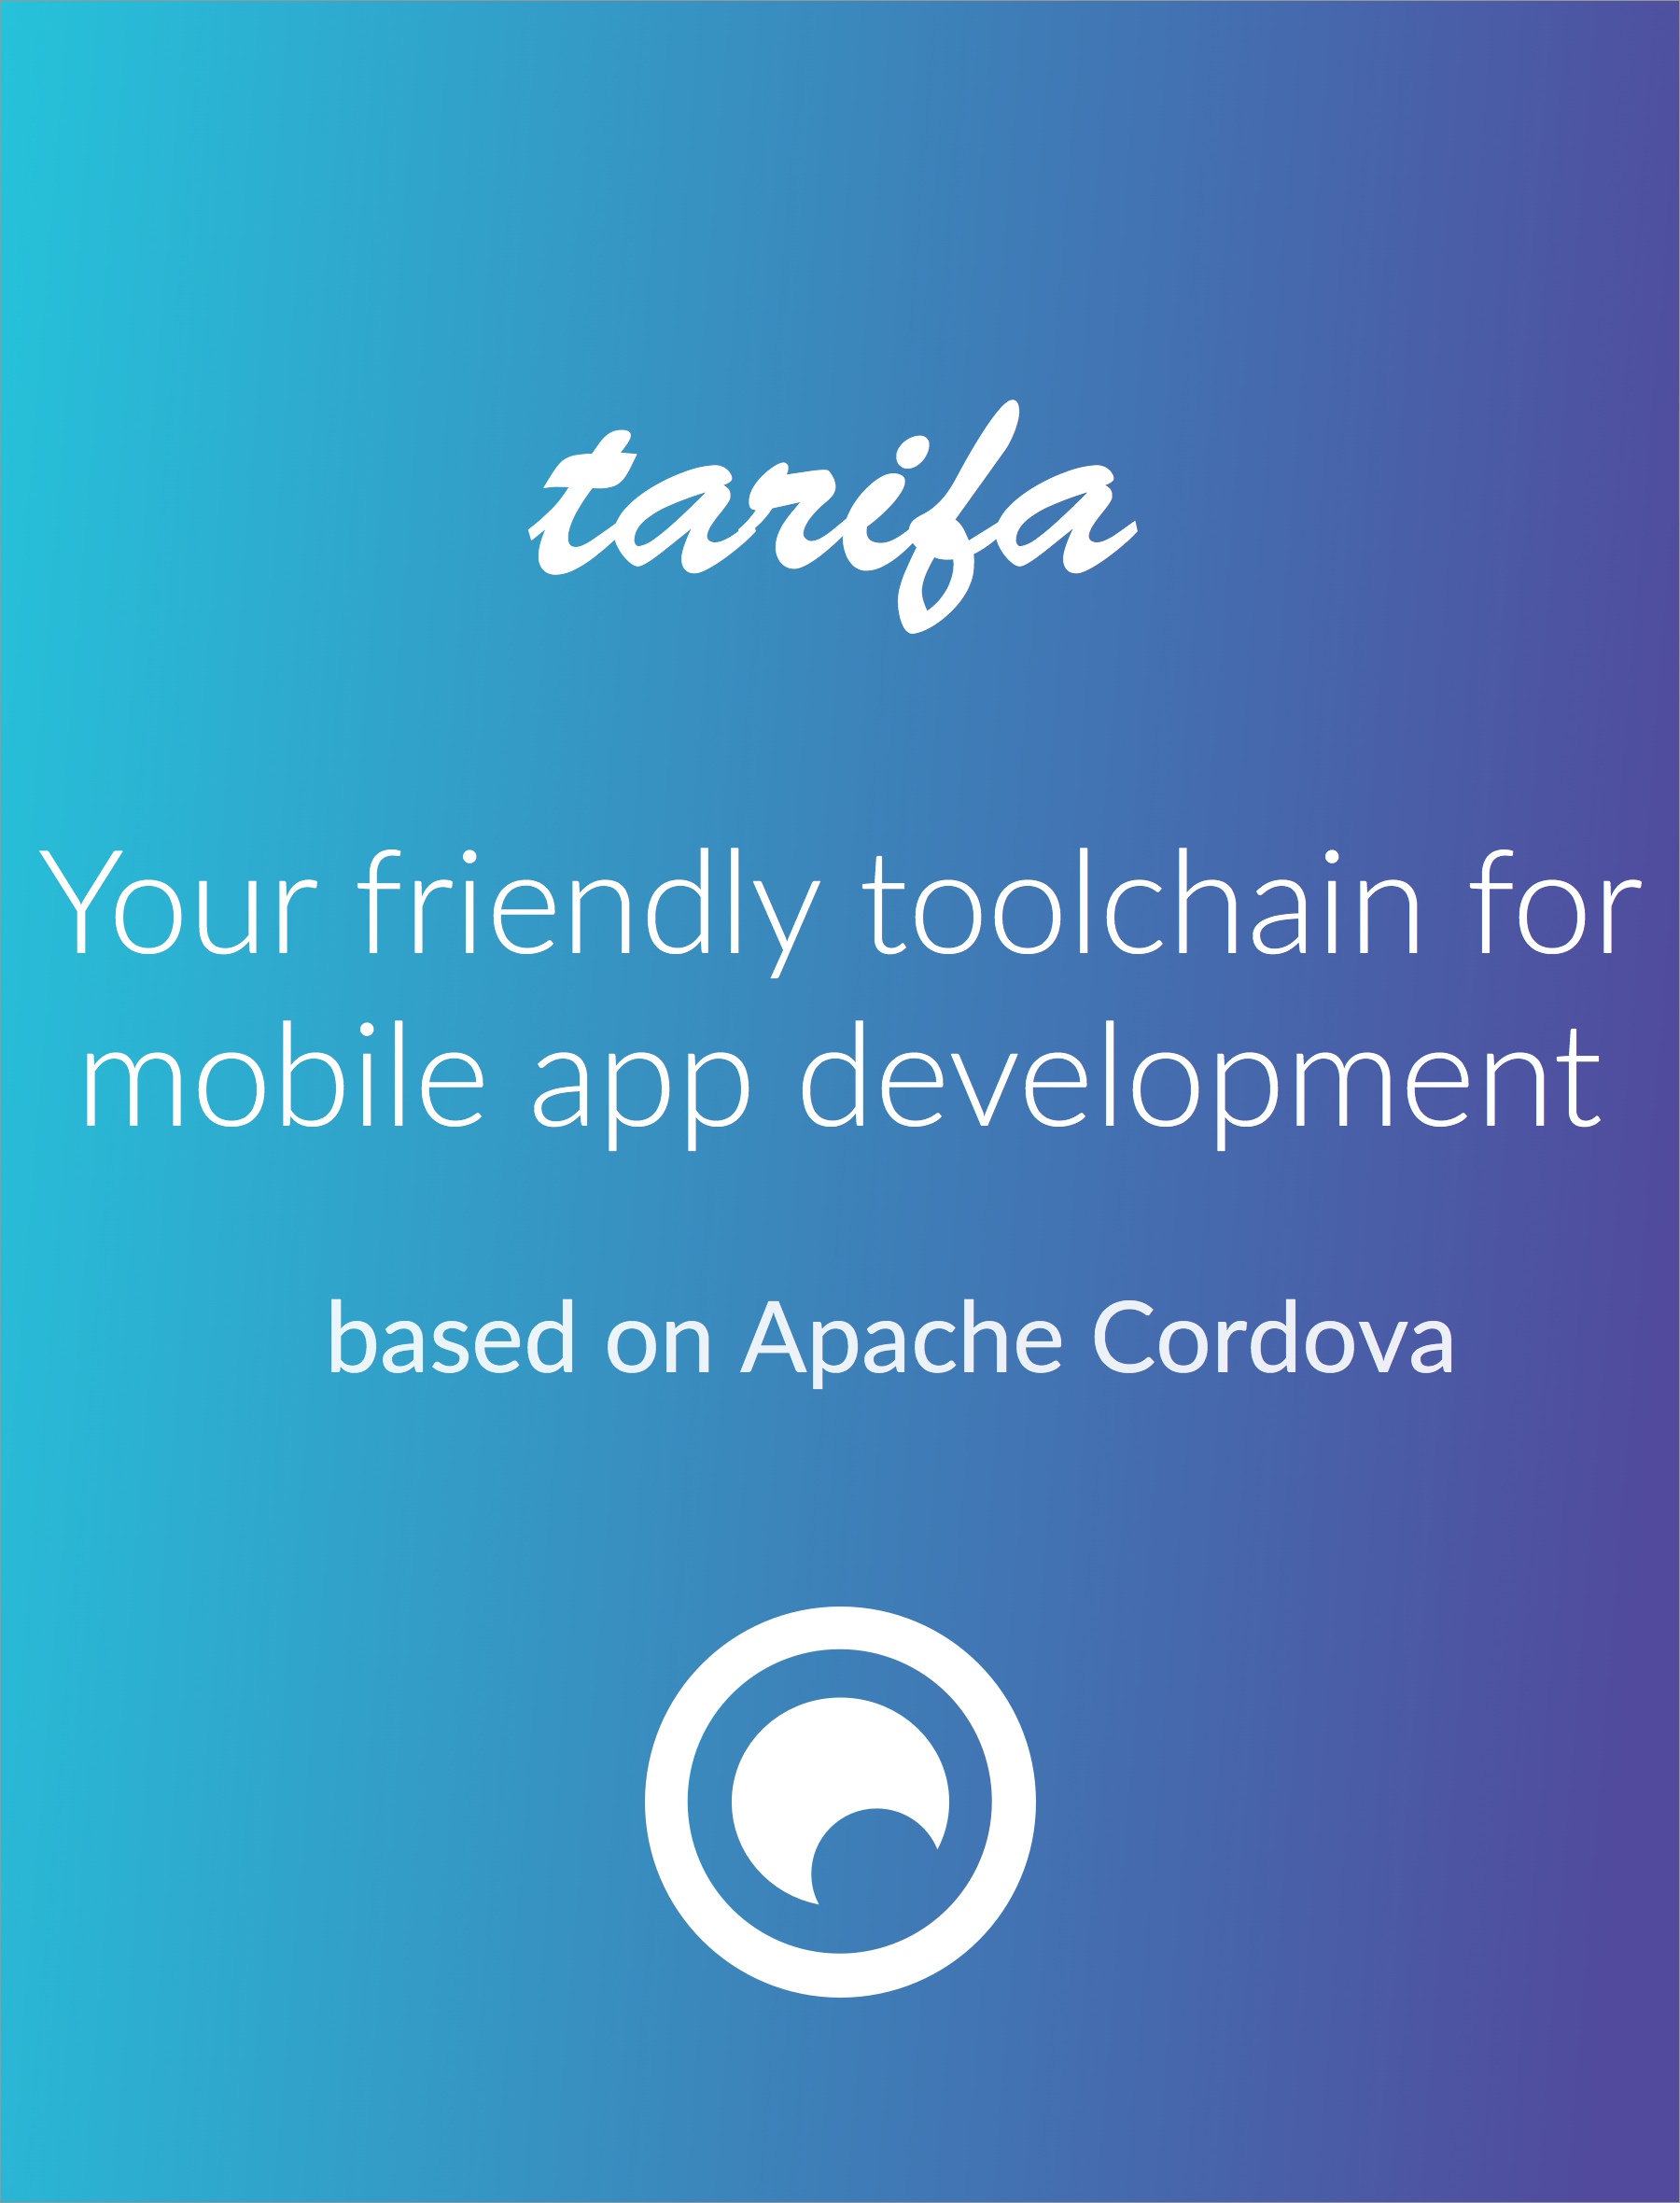 tarifa
Your friendly toolchain for
mobile app development
based on Apache Cordova